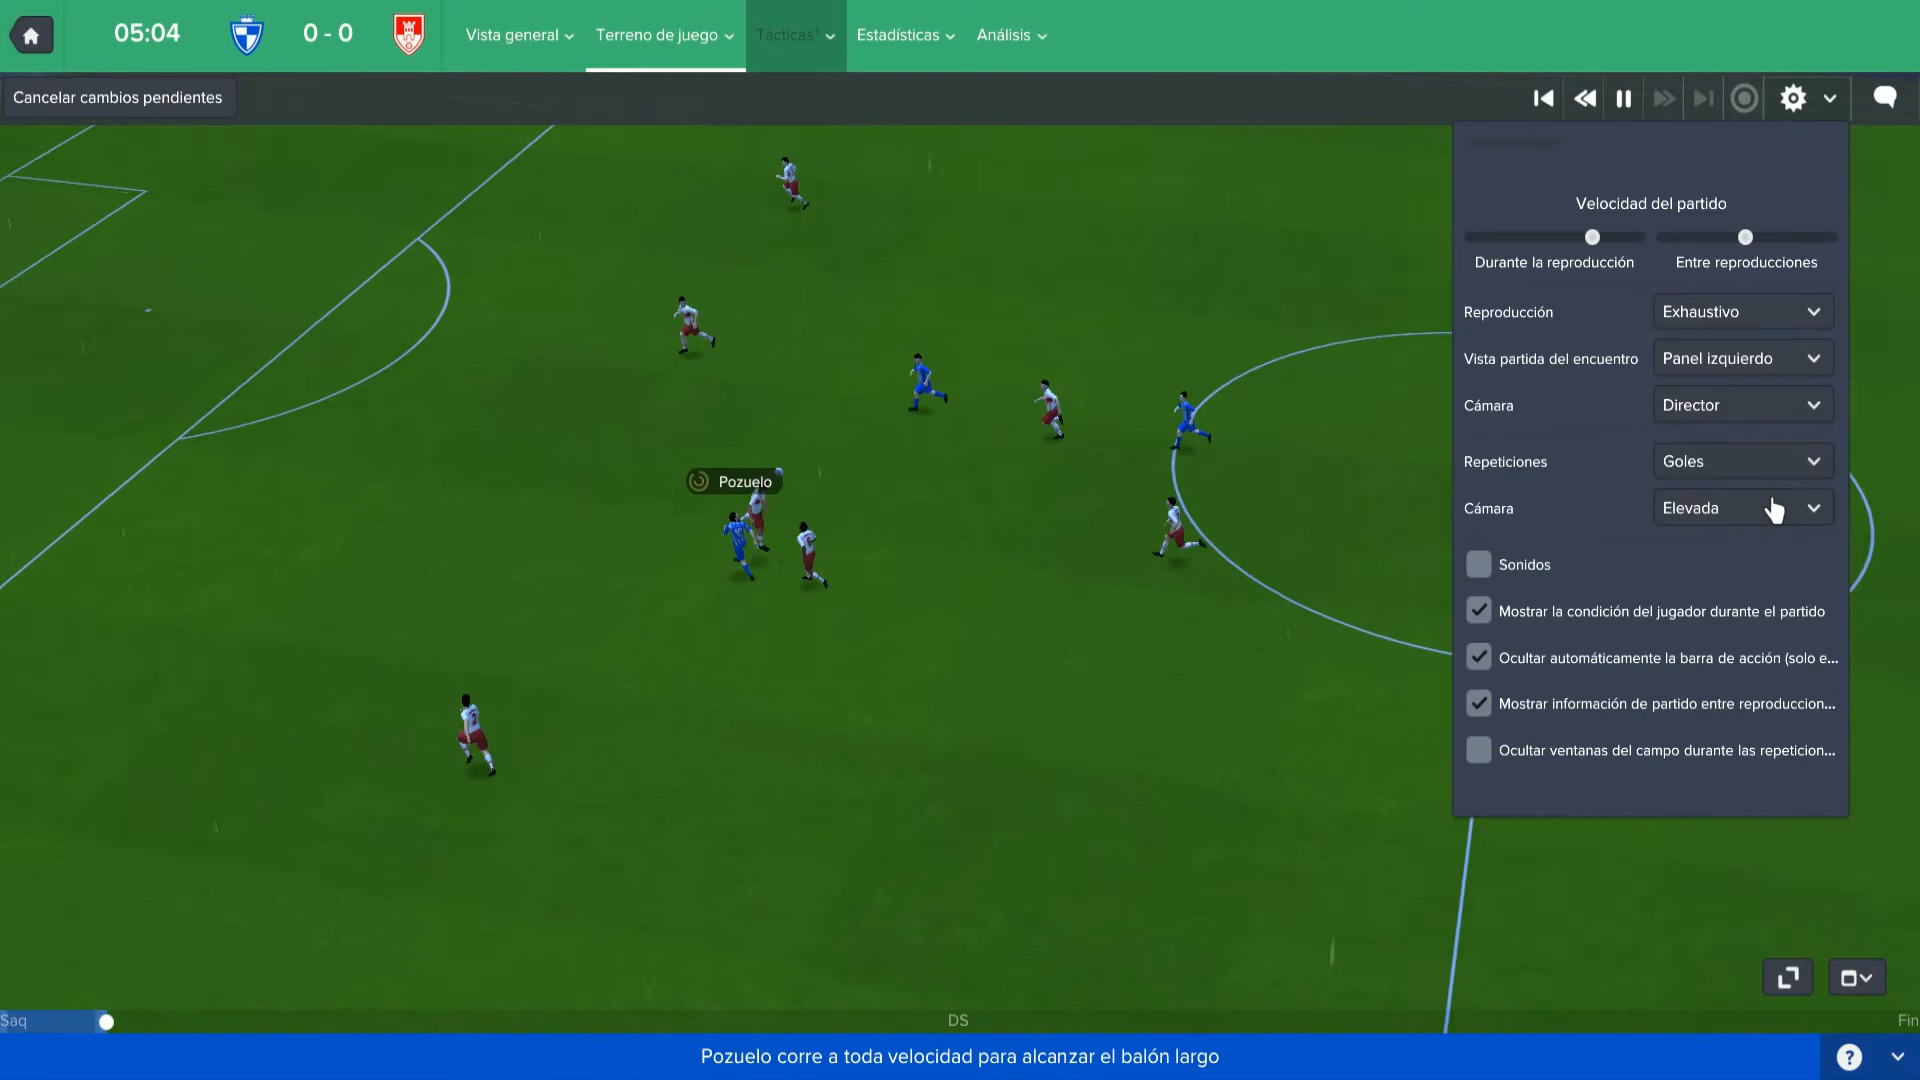 05:04
0 - 0
Vista general
Terreno de juego
Tácticas*
Estadísticas
Análisis
Cancelar cambios pendientes
Velocidad del partido
Durante la reproducción
Entre reproducciones
Reproducción
Exhaustivo
Vista partida del encuentro
Panel izquierdo
Cámara
Director
Repeticiones
Goles
Cámara
Elevada
Sonidos
Mostrar la condición del jugador durante el partido
Ocultar automáticamente la barra de acción (solo e...
Mostrar información de partido entre reproduccion...
Ocultar ventanas del campo durante las repeticion...
Pozuelo
Saq
DS
Fin
Pozuelo corre a toda velocidad para alcanzar el balón largo
?